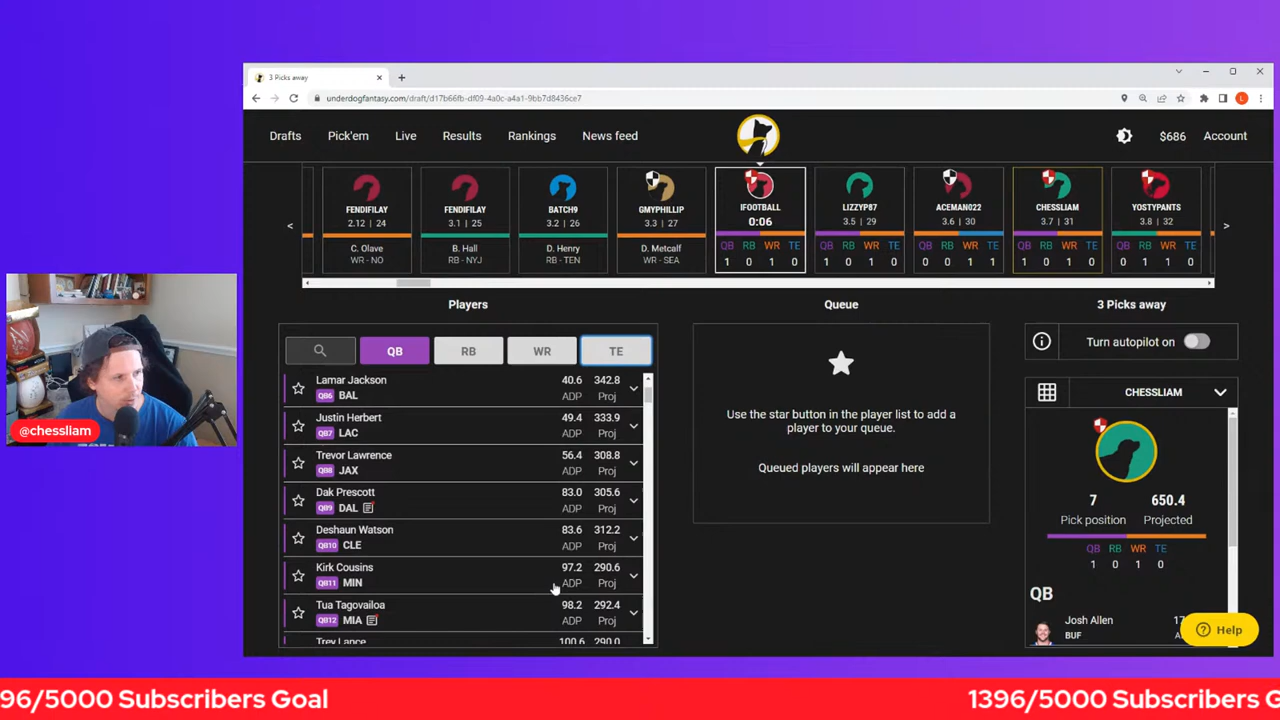 3 Picks away
underdogfantasy.com/draft/d17b66fb-df09-4a0c-a4a1-9bb7d8436ce7
Drafts Pick'em Live Results Rankings News feed $686 Account
FENDIFILAY
2.12 | 24
C. Olave
WR - NO
FENDIFILAY
3.1 | 25
B. Hall
RB - NYJ
BATCH9
3.2 | 26
D. Henry
RB - TEN
GMYPHILLIP
3.3 | 27
D. Metcalf
WR - SEA
IFOOTBALL
0:06
QB RB WR TE
1 0 1 0
LIZZYP87
3.5 | 29
QB RB WR TE
1 0 1 0
ACEMAN022
3.6 | 30
QB RB WR TE
0 0 1 1
CHESSLIAM
3.7 | 31
QB RB WR TE
1 0 1 0
YOSTYPANTS
3.8 | 32
QB RB WR TE
0 1 1 0
Players
QB RB WR TE
Lamar Jackson 40.6 342.8
QB6 BAL ADP Proj
Justin Herbert 49.4 333.9
QB7 LAC ADP Proj
Trevor Lawrence 56.4 308.8
QB8 JAX ADP Proj
Dak Prescott 83.0 305.6
QB9 DAL ADP Proj
Deshaun Watson 83.6 312.2
QB10 CLE ADP Proj
Kirk Cousins 97.2 290.6
QB11 MIN ADP Proj
Tua Tagovailoa 98.2 292.4
QB12 MIA ADP Proj
Trey Lance 100.6 290.0
Queue
Use the star button in the player list to add a
player to your queue.
Queued players will appear here
3 Picks away
Turn autopilot on
CHESSLIAM
7 650.4
Pick position Projected
QB RB WR TE
1 0 1 0
QB
Josh Allen 17
BUF
Help
@chessliam
96/5000 Subscribers Goal
1396/5000 Subscribers G